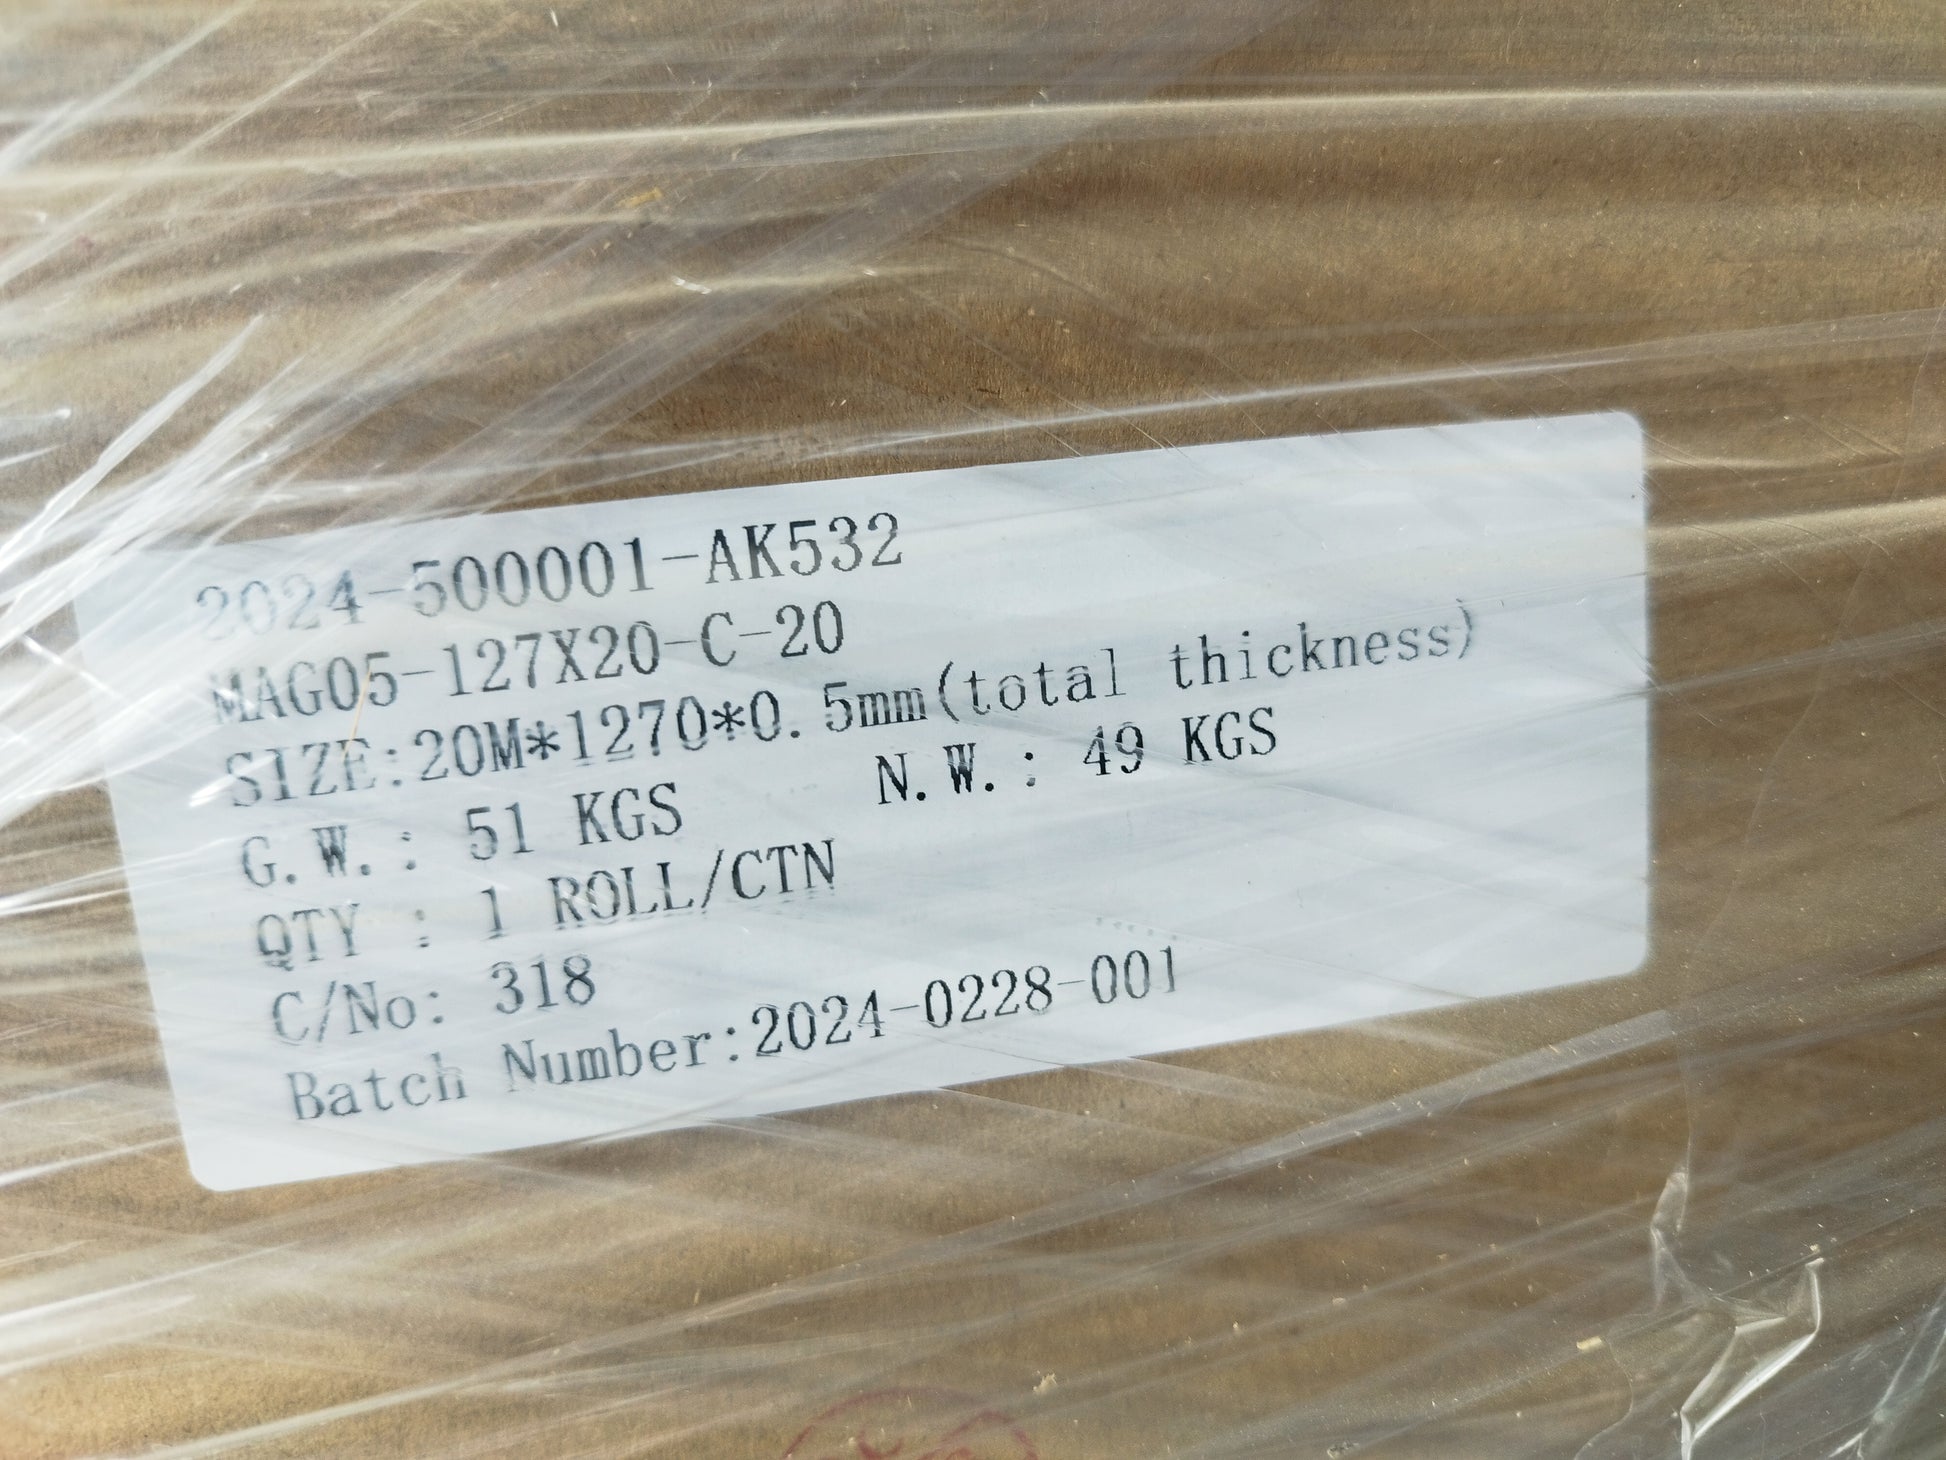 2024-500001-AK532
MAG05-127X20-C-20
SIZE:20M*1270*0.5mm(total thickness)
G.W.: 51 KGS N.W.: 49 KGS
QTY : 1 ROLL/CTN
C/No: 318
Batch Number:2024-0228-001